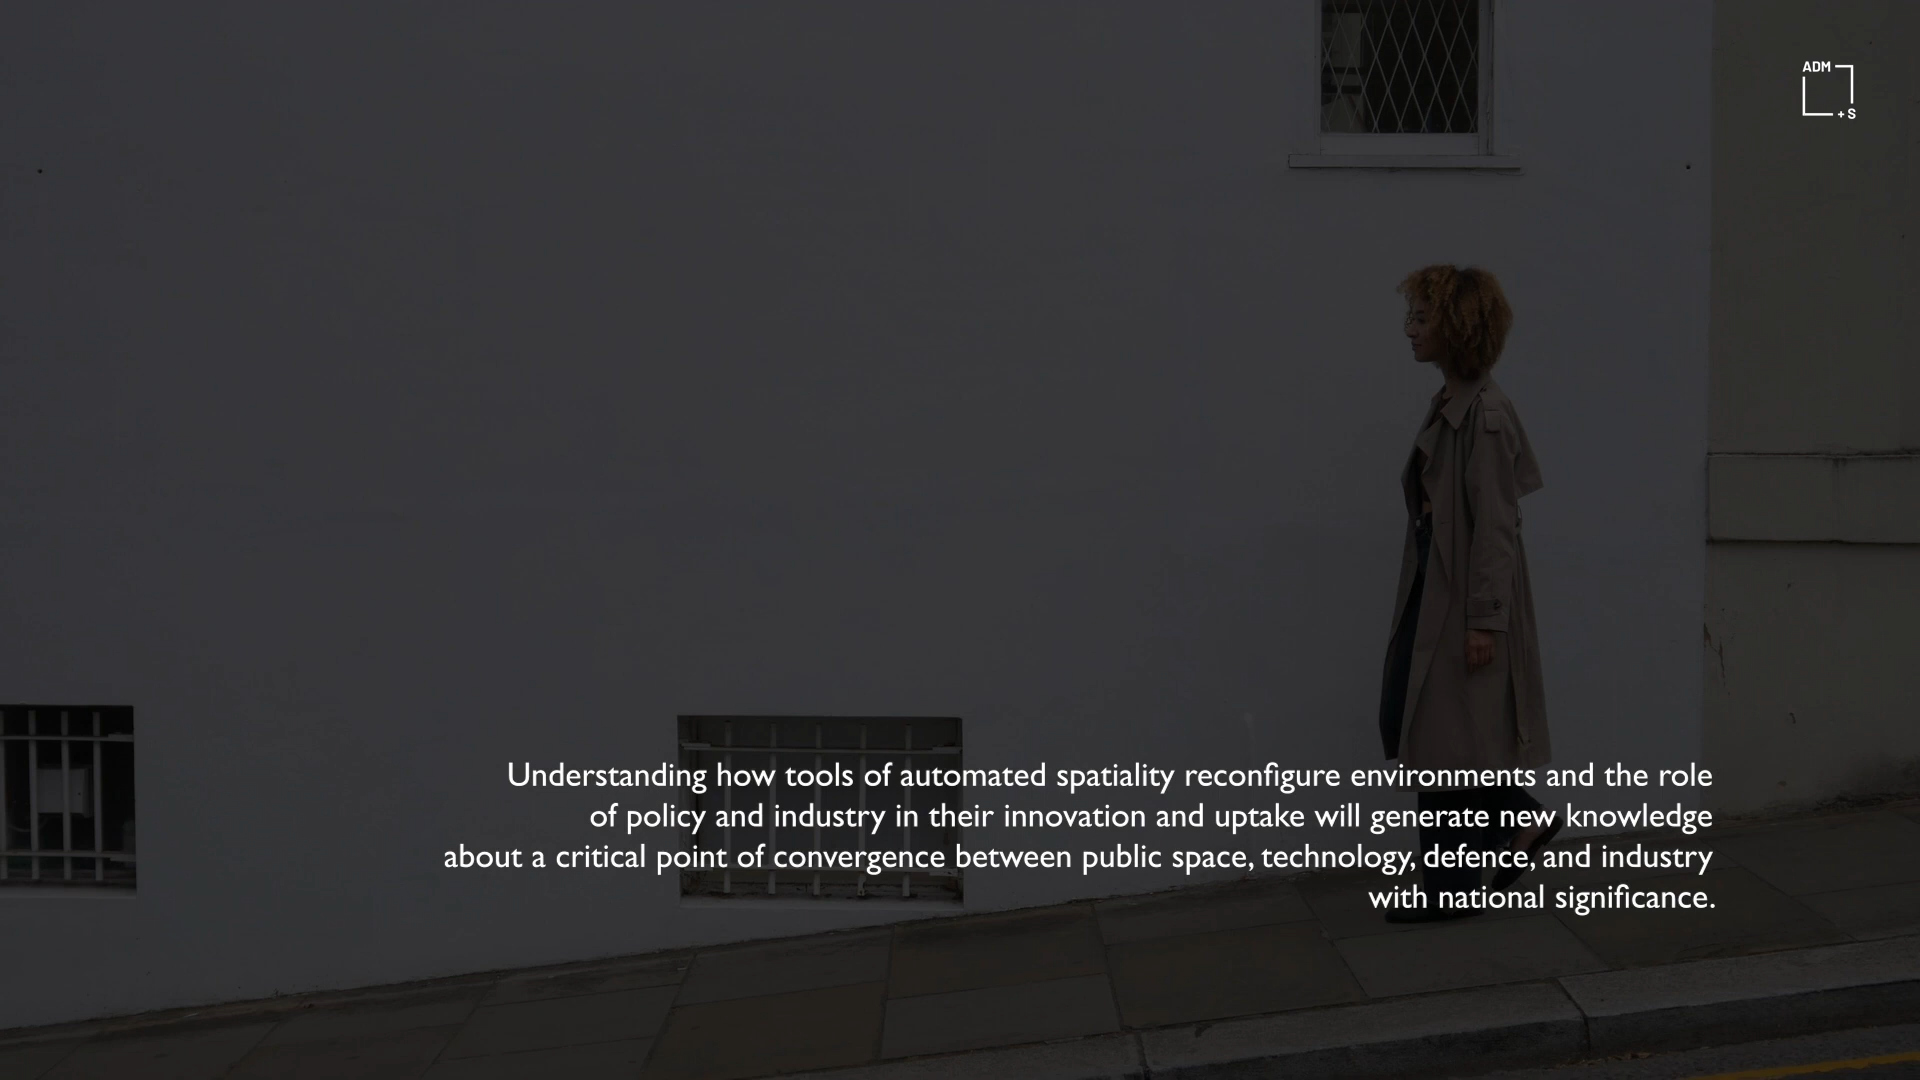 ADM
+S
Understanding how tools of automated spatiality reconfigure environments and the role
of policy and industry in their innovation and uptake will generate new knowledge
about a critical point of convergence between public space, technology, defence, and industry
with national significance.